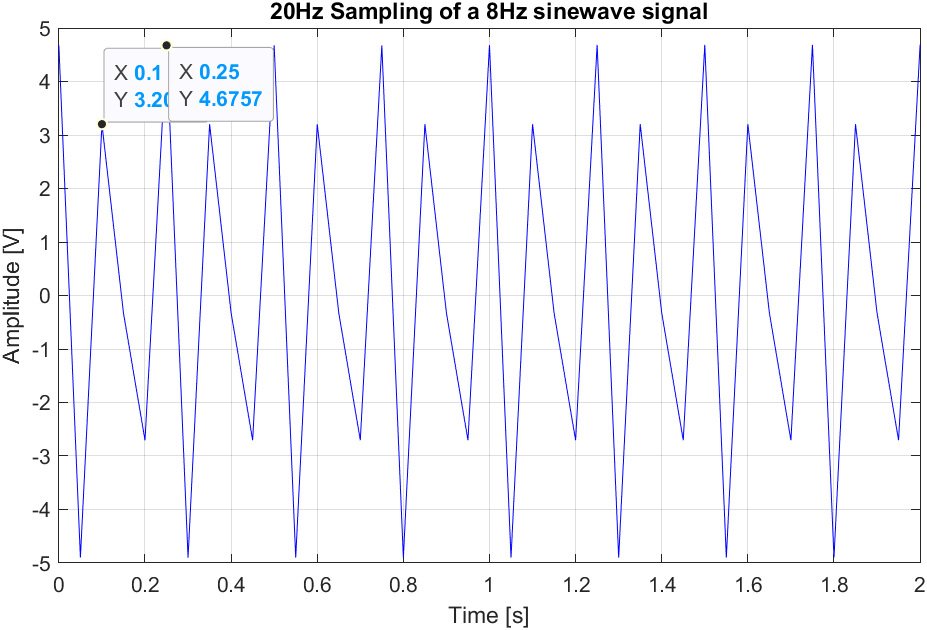 20Hz Sampling of a 8Hz sinewave signal
5
4
3
2
1
0
-1
-2
-3
-4
-5
Amplitude [V]
X 0.1
Y 3.20
X 0.25
Y 4.6757
0 0.2 0.4 0.6 0.8 1 1.2 1.4 1.6 1.8 2
Time [s]